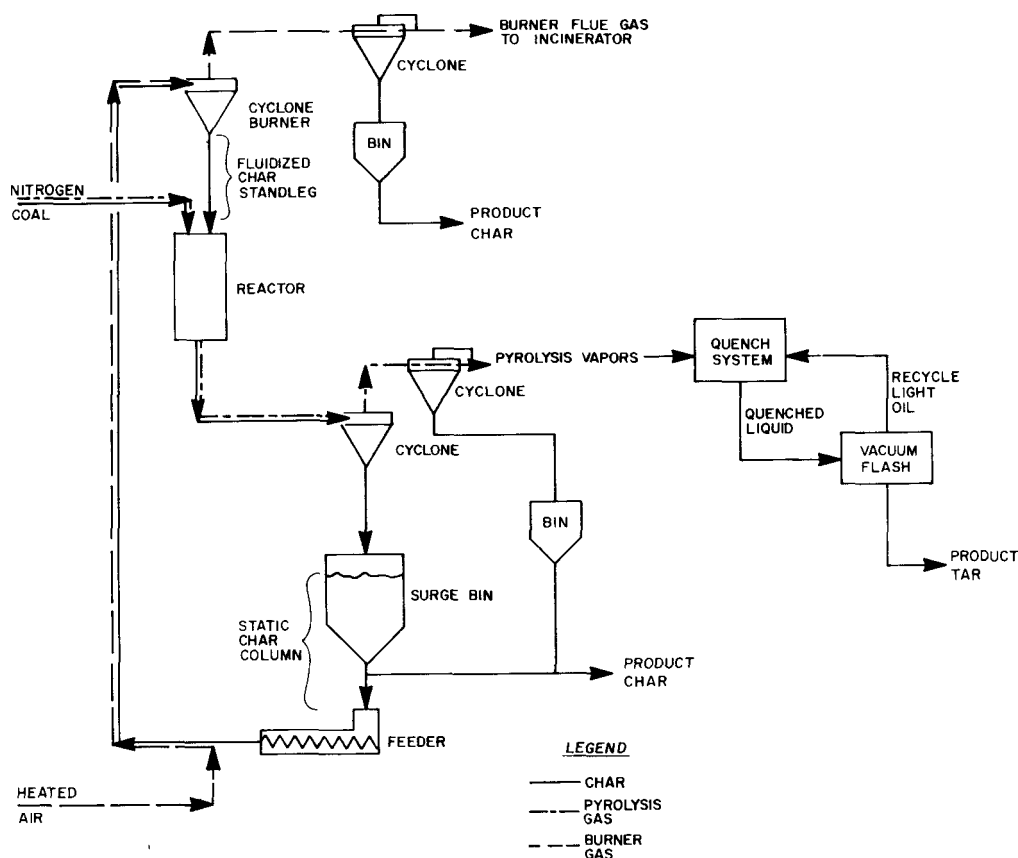 BURNER FLUE GAS
TO INCINERATOR
CYCLONE
CYCLONE
BURNER
BIN
FLUIDIZED
CHAR
STANDLEG
NITROGEN
COAL
PRODUCT
CHAR
REACTOR
PYROLYSIS VAPORS
QUENCH
SYSTEM
CYCLONE
RECYCLE
LIGHT
OIL
QUENCHED
LIQUID
CYCLONE
VACUUM
FLASH
BIN
PRODUCT
TAR
SURGE BIN
STATIC
CHAR
COLUMN
PRODUCT
CHAR
FEEDER
LEGEND
CHAR
PYROLYSIS
GAS
BURNER
GAS
HEATED
AIR